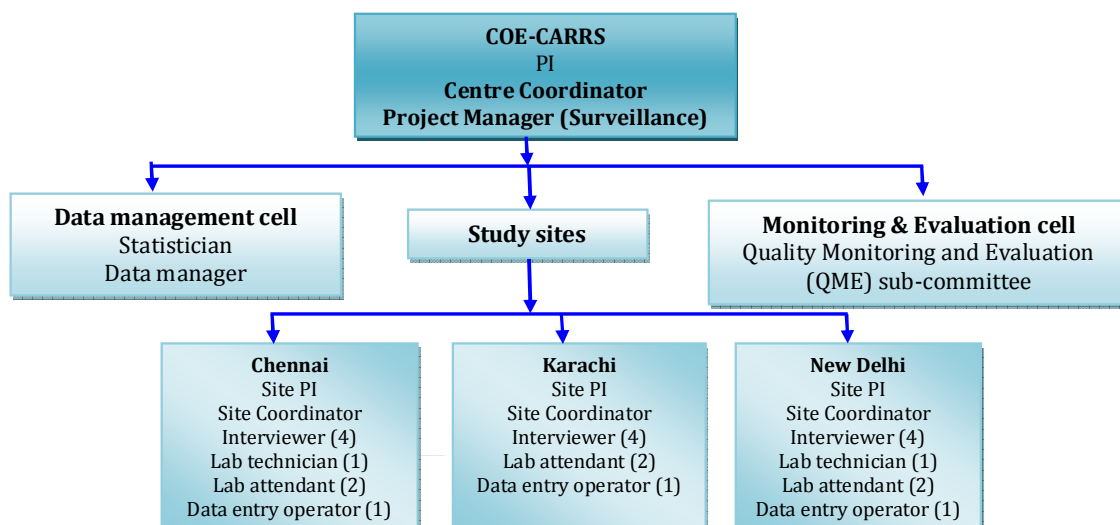 COE-CARRS
PI
Centre Coordinator
Project Manager (Surveillance)
Data management cell
Statistician
Data manager
Study sites
Monitoring & Evaluation cell
Quality Monitoring and Evaluation
(QME) sub-committee
Chennai
Site PI
Site Coordinator
Interviewer (4)
Lab technician (1)
Lab attendant (2)
Data entry operator (1)
Karachi
Site PI
Site Coordinator
Interviewer (4)
Lab attendant (2)
Data entry operator (1)
New Delhi
Site PI
Site Coordinator
Interviewer (4)
Lab technician (1)
Lab attendant (2)
Data entry operator (1)